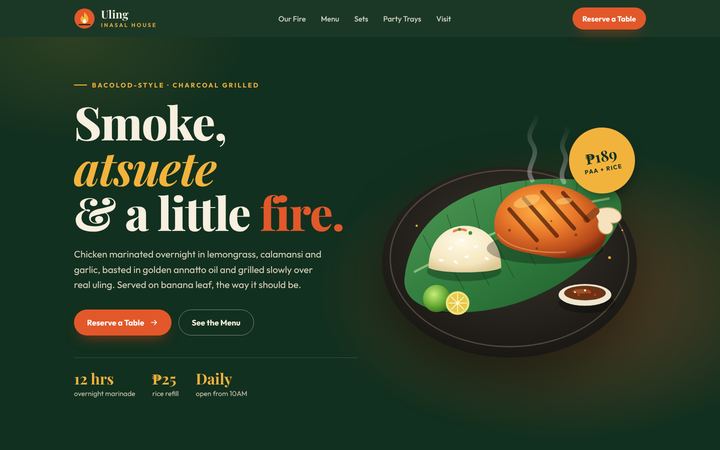 Uling
INASAL HOUSE
Our Fire
Menu
Sets
Party Trays
Visit
Reserve a Table
BACOLOD-STYLE · CHARCOAL GRILLED
Smoke,
atsuete
& a little fire.
Chicken marinated overnight in lemongrass, calamansi and
garlic, basted in golden annatto oil and grilled slowly over
real uling. Served on banana leaf, the way it should be.
Reserve a Table →
See the Menu
12 hrs
overnight marinade
₱25
rice refill
Daily
open from 10AM
₱189
PAA + RICE